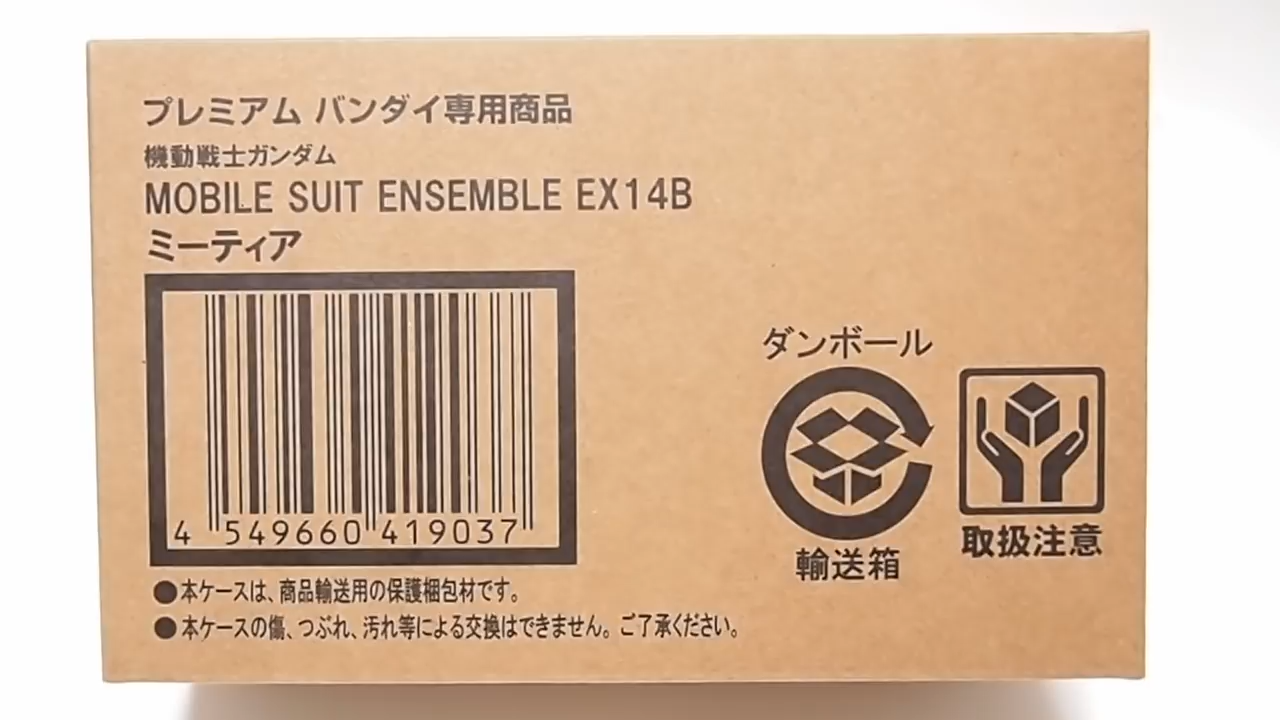 プレミアム バンダイ専用商品
機動戦士ガンダム
MOBILE SUIT ENSEMBLE EX14B
ミーティア
4 549660 419037
ダンボール
輸送箱
取扱注意
●本ケースは、商品輸送用の保護梱包材です。
●本ケースの傷、つぶれ、汚れ等による交換はできません。ご了承ください。